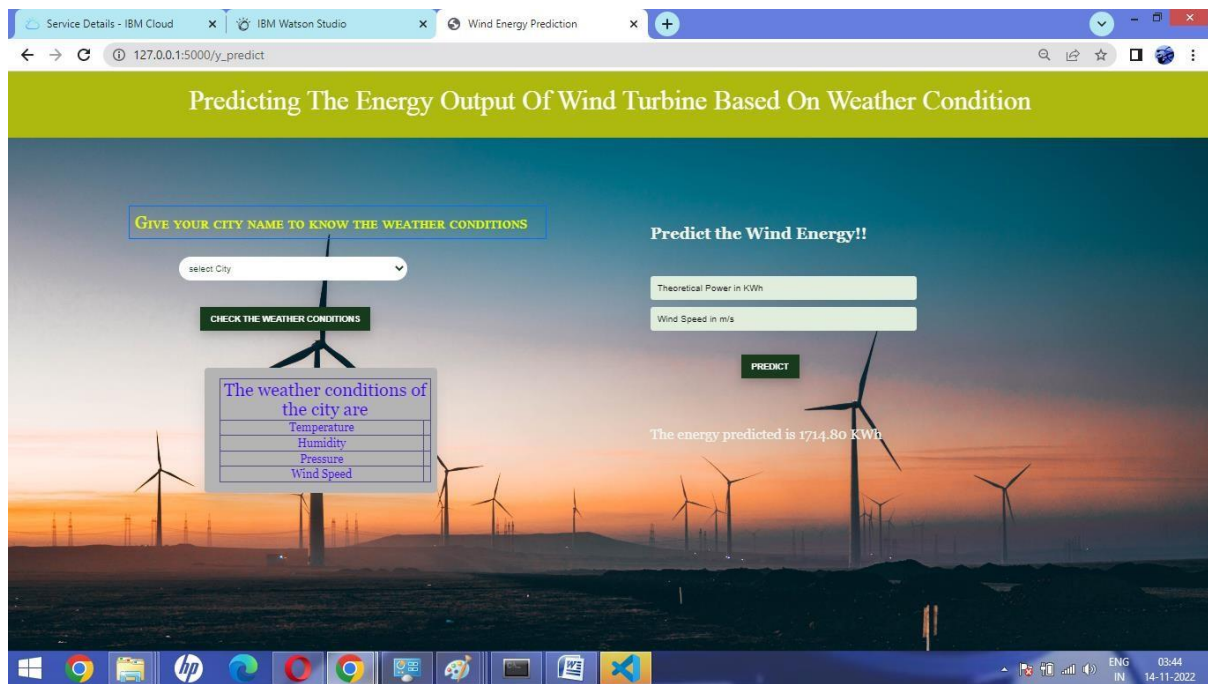 Service Details - IBM Cloud
IBM Watson Studio
Wind Energy Prediction
127.0.0.1:5000/y_predict
Predicting The Energy Output Of Wind Turbine Based On Weather Condition
Give your city name to know the weather conditions
select City
CHECK THE WEATHER CONDITIONS
The weather conditions of
the city are
Temperature
Humidity
Pressure
Wind Speed
Predict the Wind Energy!!
Theoretical Power in KWh
Wind Speed in m/s
PREDICT
The energy predicted is 1714.80 KWh
hp
ENG
IN
03:44
14-11-2022